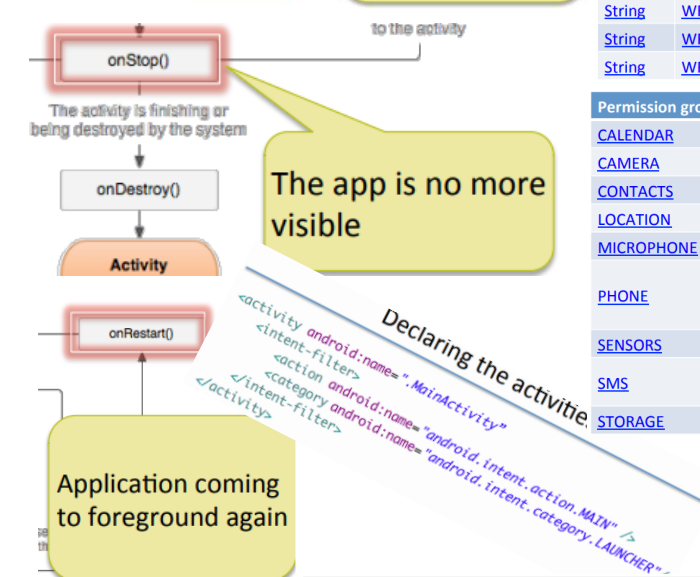 to the activity
onStop()
The activity is finishing or
being destroyed by the system
onDestroy()
Activity
The app is no more
visible
String
String
String
Permission
CALENDAR
CAMERA
CONTACTS
LOCATION
MICROPHONE
PHONE
SENSORS
SMS
STORAGE
onRestart()
Application coming
to foreground again
Declaring the
<activity android:name=".MainActivity"
<intent-filter>
<action android:name="android.intent.action.MAIN" />
<category android:name="android.intent.category.LAUNCHER"
</intent-filter>
</activity>